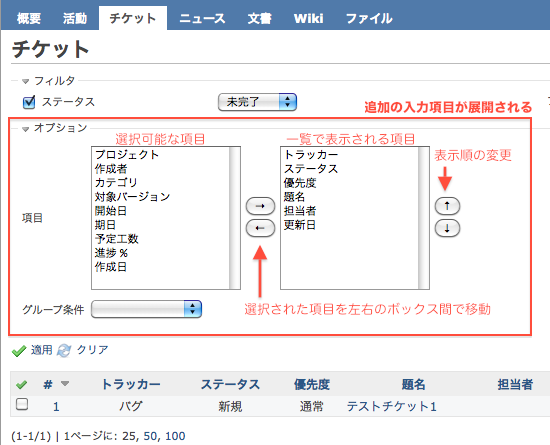 概要 活動 チケット ニュース 文書 Wiki ファイル
チケット
フィルタ
ステータス 未完了
追加の入力項目が展開される
オプション
選択可能な項目 一覧で表示される項目
項目
プロジェクト
作成者
カテゴリ
対象バージョン
開始日
期日
予定工数
進捗 %
作成日
→
←
トラッカー
ステータス
優先度
題名
担当者
更新日
表示順の変更
↑
↓
選択された項目を左右のボックス間で移動
グループ条件
適用 クリア
# トラッカー ステータス 優先度 題名 担当者
1 バグ 新規 通常 テストチケット1
(1-1/1) | 1ページに: 25, 50, 100